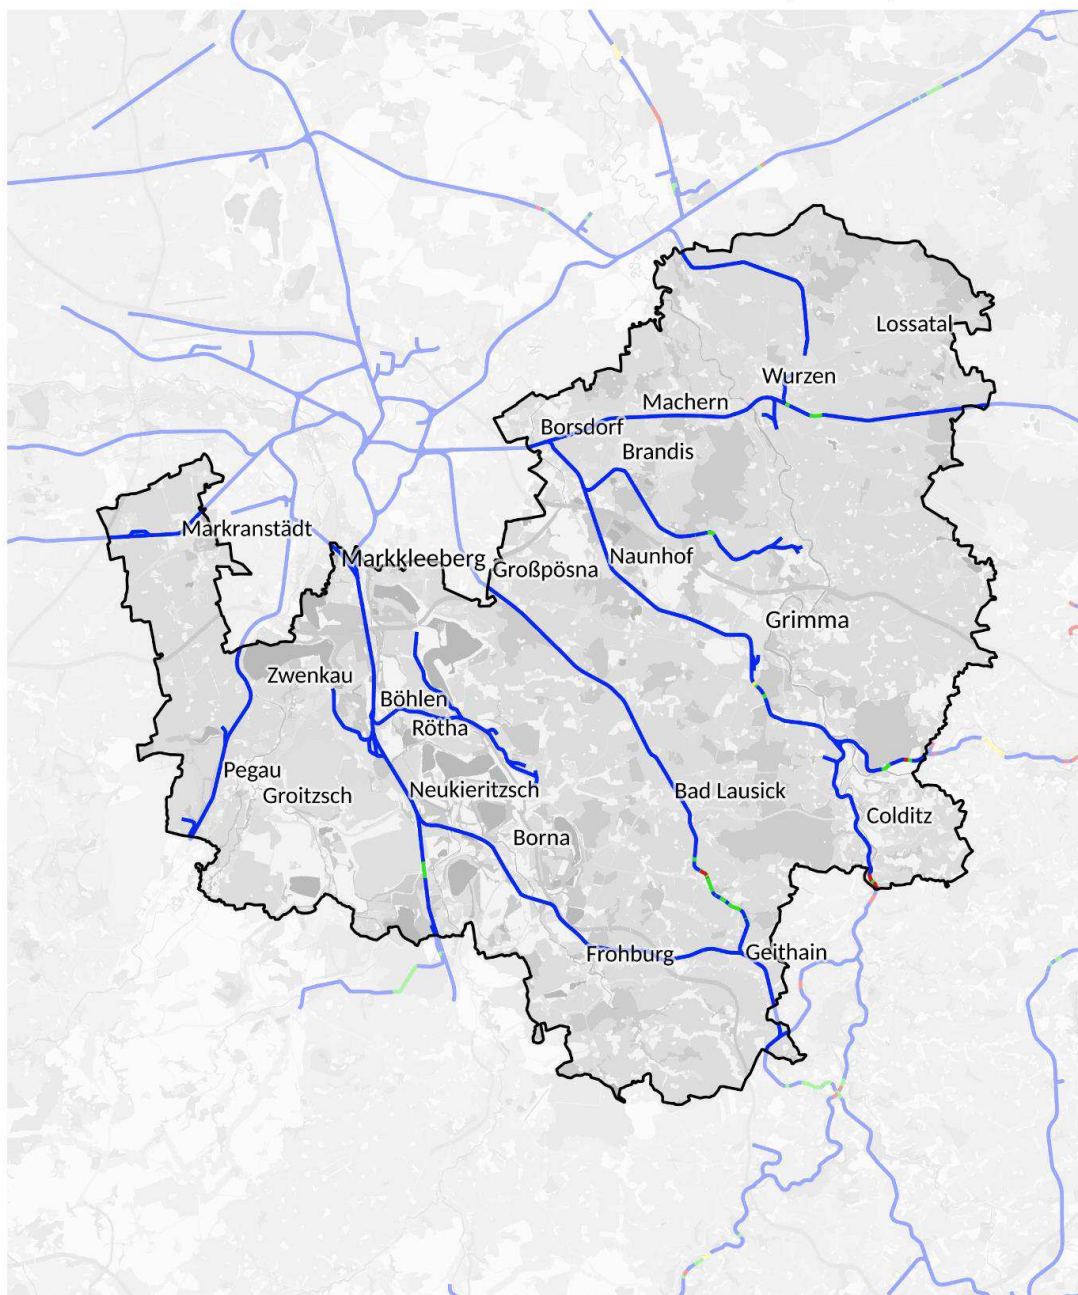 Lossatal
Wurzen
Machern
Borsdorf
Brandis
Markranstädt
Markkleeberg
Großpösna
Naunhof
Grimma
Zwenkau
Böhlen
Rötha
Pegau
Groitzsch
Neukieritzsch
Bad Lausick
Colditz
Borna
Frohburg
Geithain